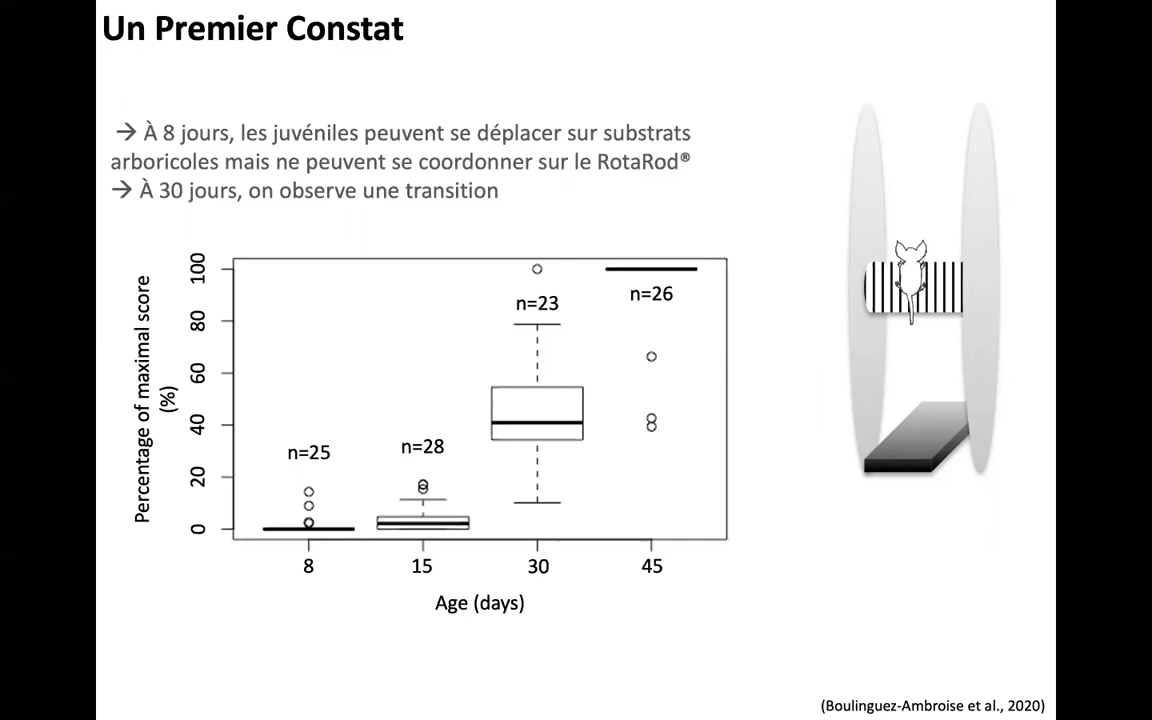 Un Premier Constat
→ À 8 jours, les juvéniles peuvent se déplacer sur substrats
arboricoles mais ne peuvent se coordonner sur le RotaRod®
→ À 30 jours, on observe une transition
Percentage of maximal score
(%)
100
80
60
40
20
0
n=25
n=28
n=23
n=26
8
15
30
45
Age (days)
(Boulinguez-Ambroise et al., 2020)